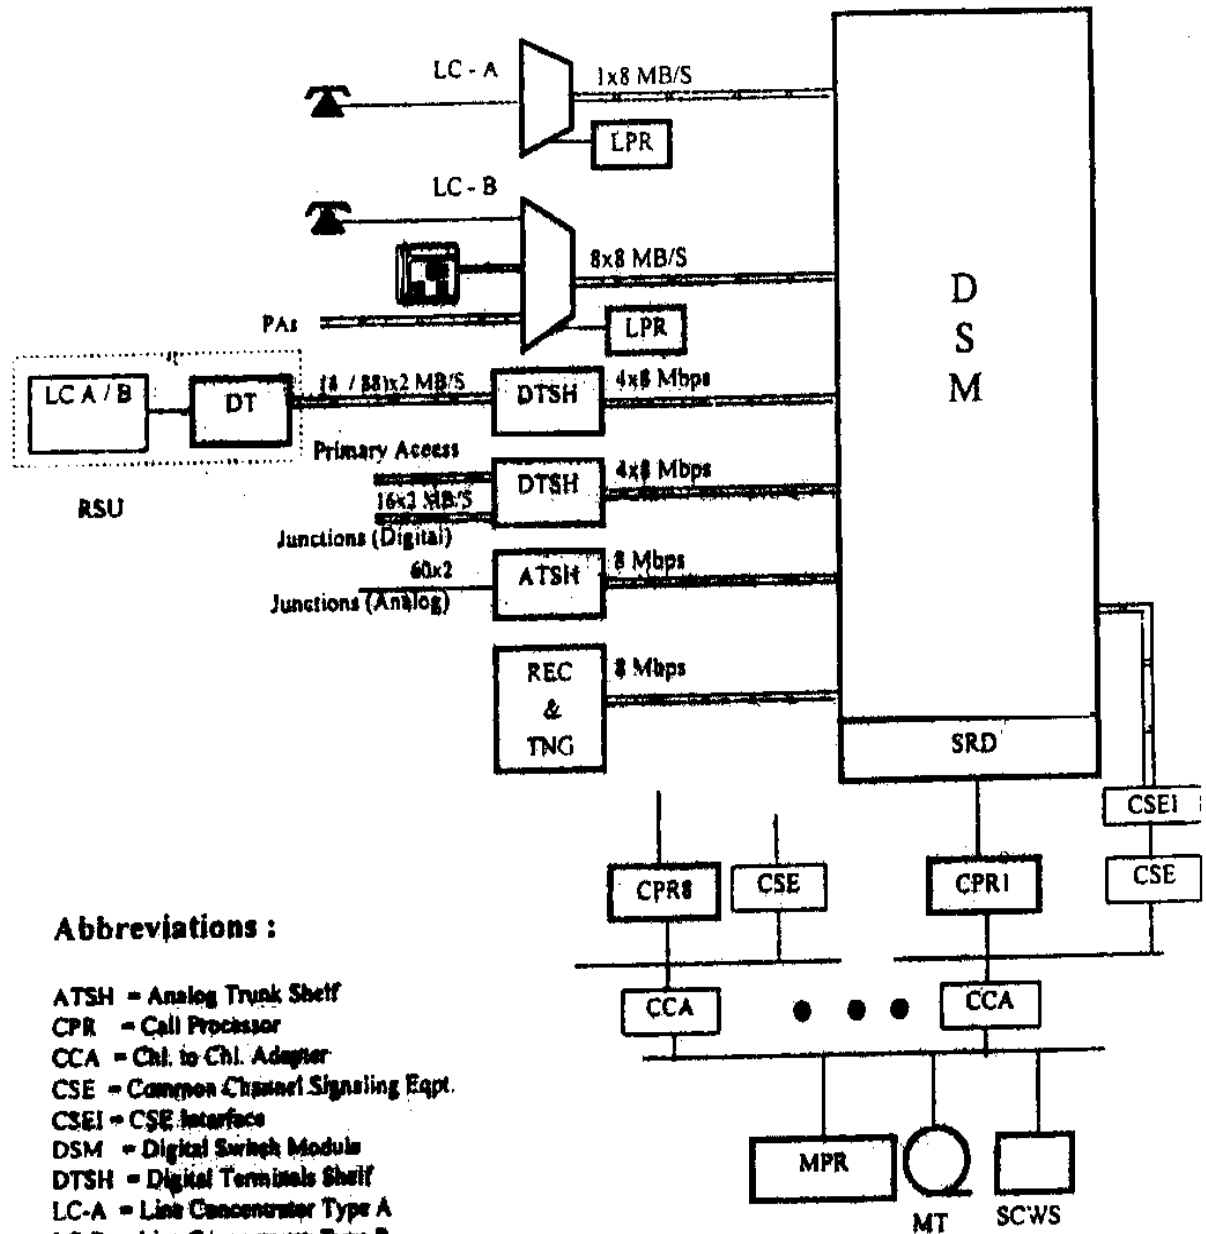 LC - A
1x8 MB/S
LPR
LC - B
8x8 MB/S
PAs
LPR
D
S
M
LC A / B
DT
/ 88)x2 MB/S
DTSH
4x8 Mbps
RSU
Primary Access
16x2 MB/S
DTSH
4x8 Mbps
Junctions (Digital)
60x2
ATSH
8 Mbps
Junctions (Analog)
REC
&
TNG
8 Mbps
SRD
CSEI
CPR8
CSE
CPR1
CSE
CCA
CCA
MPR
MT
SCWS
Abbreviations :
ATSH = Analog Trunk Shelf
CPR = Call Processor
CCA = Chl. to Chl. Adapter
CSE = Common Channel Signaling Eqpt.
CSEI = CSE Interface
DSM = Digital Switch Module
DTSH = Digital Terminals Shelf
LC-A = Line Concentrator Type A